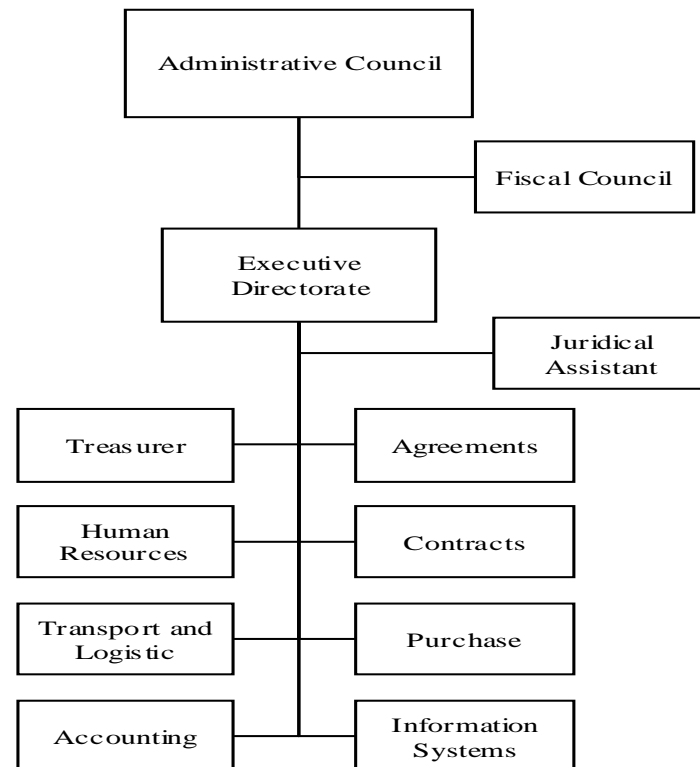 Administrative Council
Fiscal Council
Executive
Directorate
Juridical
Assistant
Treasurer
Agreements
Human
Resources
Contracts
Transport and
Logistic
Purchase
Accounting
Information
Systems